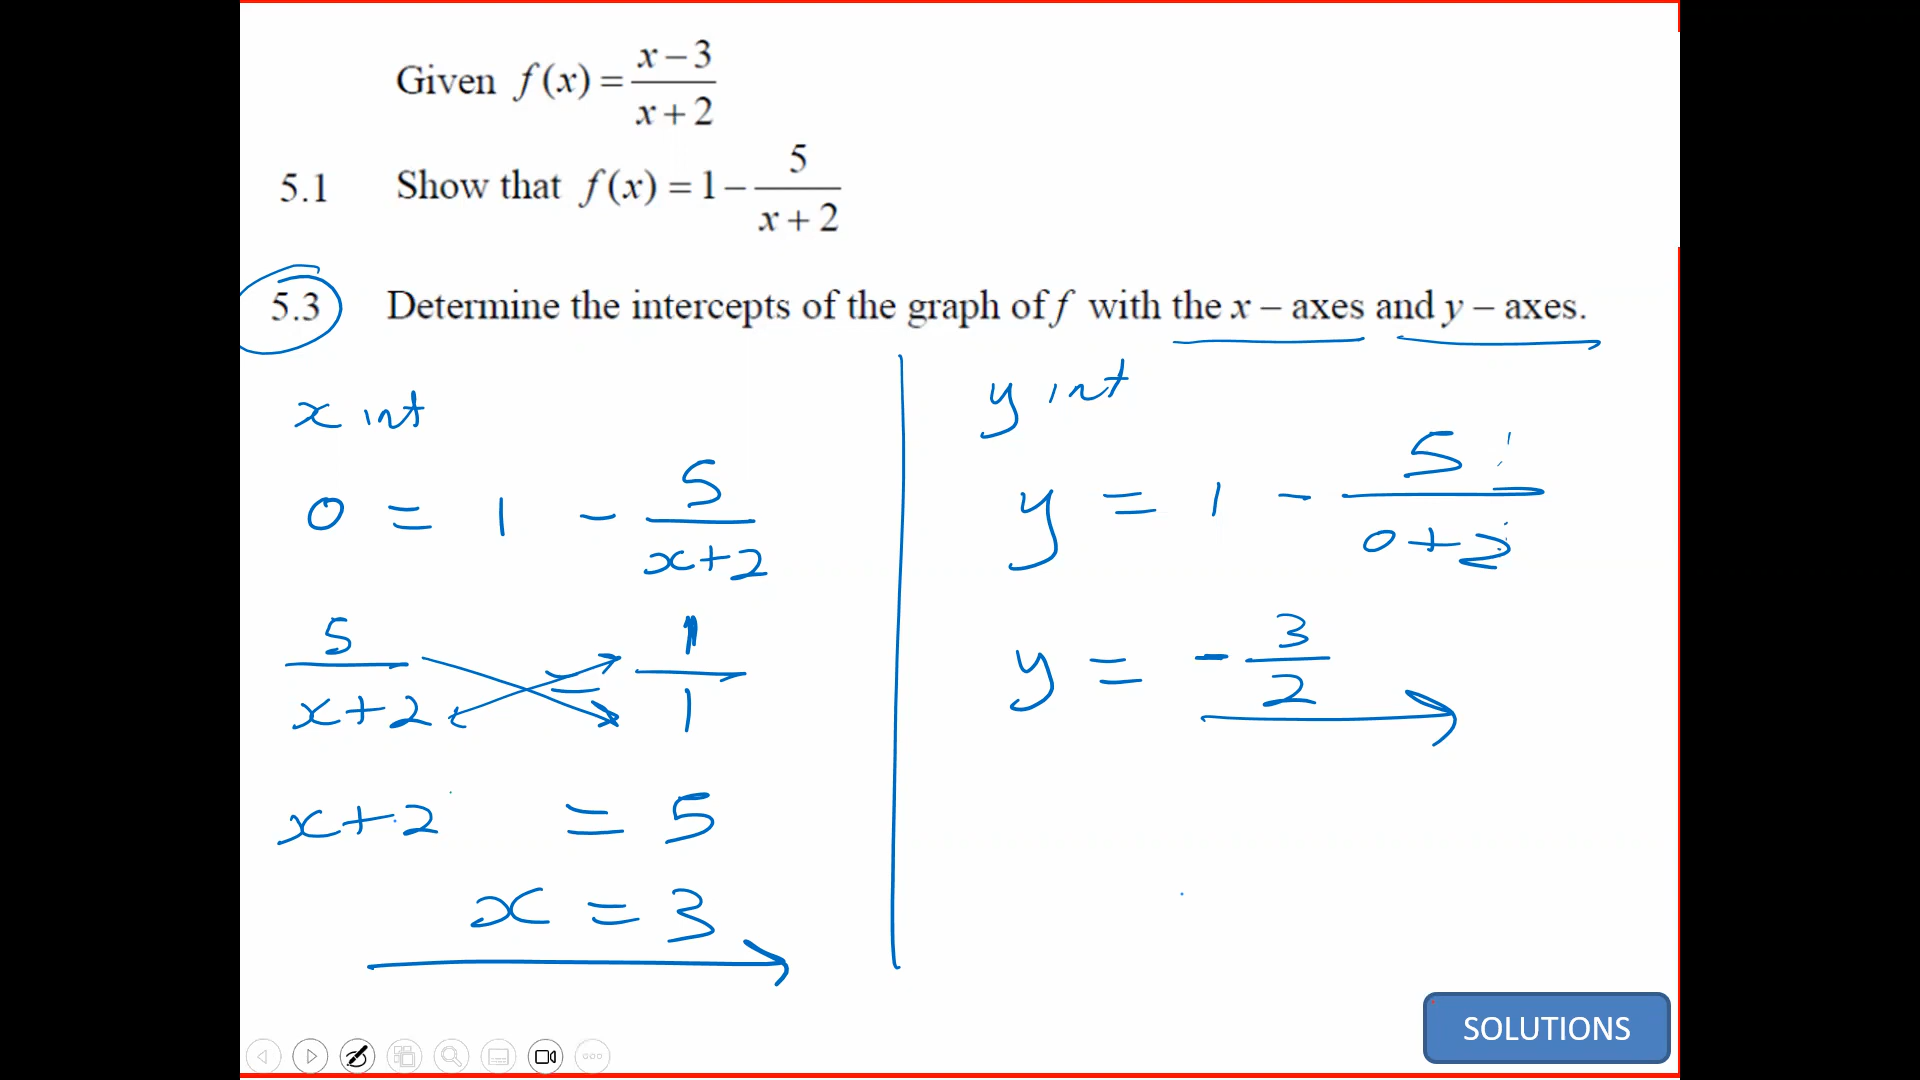 Given f(x) = (x − 3)/(x + 2)
5.1 Show that f(x) = 1 − 5/(x + 2)
5.3 Determine the intercepts of the graph of f with the x – axes and y – axes.
x int
0 = 1 - 5/(x+2)
5/(x+2) = 1/1
x+2 = 5
x = 3
y int
y = 1 - 5/(0+2)
y = -3/2
SOLUTIONS